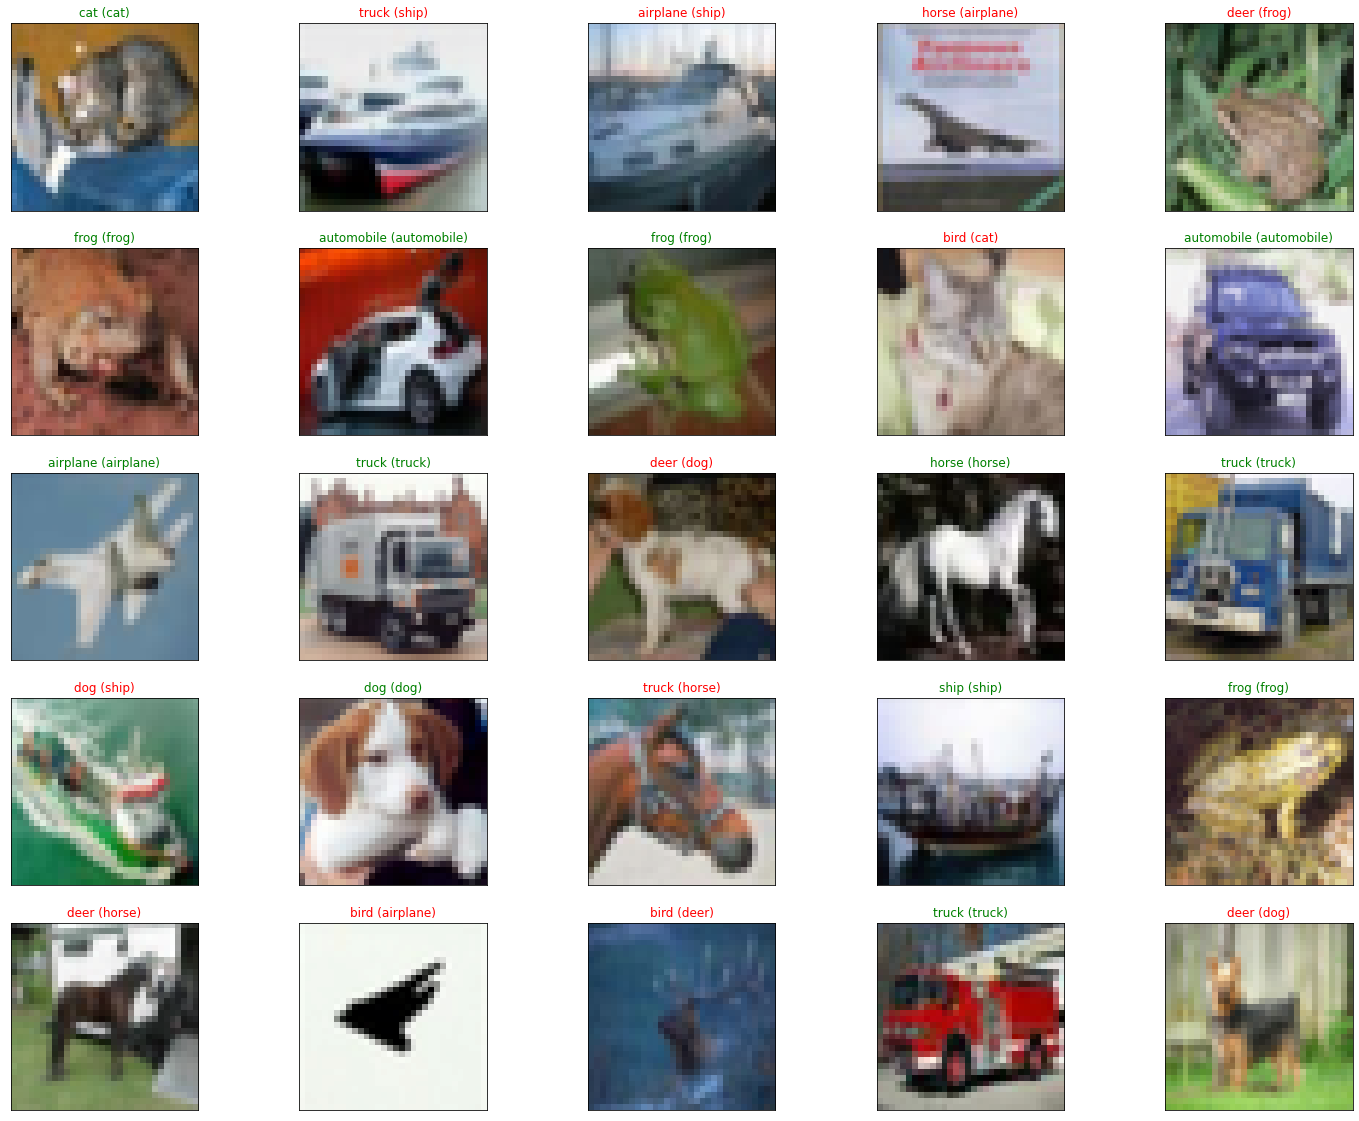 cat (cat)
truck (ship)
airplane (ship)
horse (airplane)
deer (frog)
frog (frog)
automobile (automobile)
frog (frog)
bird (cat)
automobile (automobile)
airplane (airplane)
truck (truck)
deer (dog)
horse (horse)
truck (truck)
dog (ship)
dog (dog)
truck (horse)
ship (ship)
frog (frog)
deer (horse)
bird (airplane)
bird (deer)
truck (truck)
deer (dog)